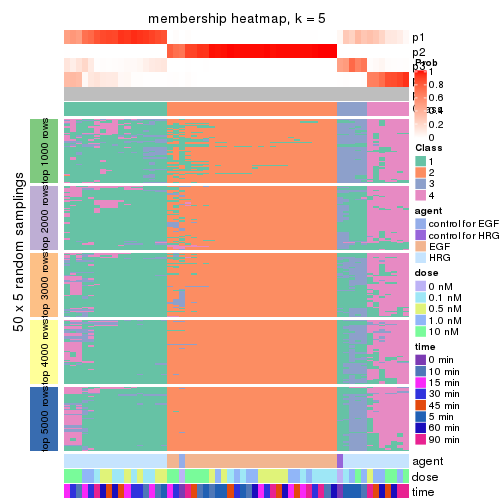 membership heatmap, k = 5
p1
p2
p3
Prob
1
0.8
0.6
0.4
0.2
0
Class
1
2
3
4
agent
control for EGF
control for HRG
EGF
HRG
dose
0 nM
0.1 nM
0.5 nM
1.0 nM
10 nM
time
0 min
10 min
15 min
30 min
45 min
5 min
60 min
90 min
50 x 5 random samplings
top 1000 rows
top 2000 rows
top 3000 rows
top 4000 rows
top 5000 rows
agent
dose
time